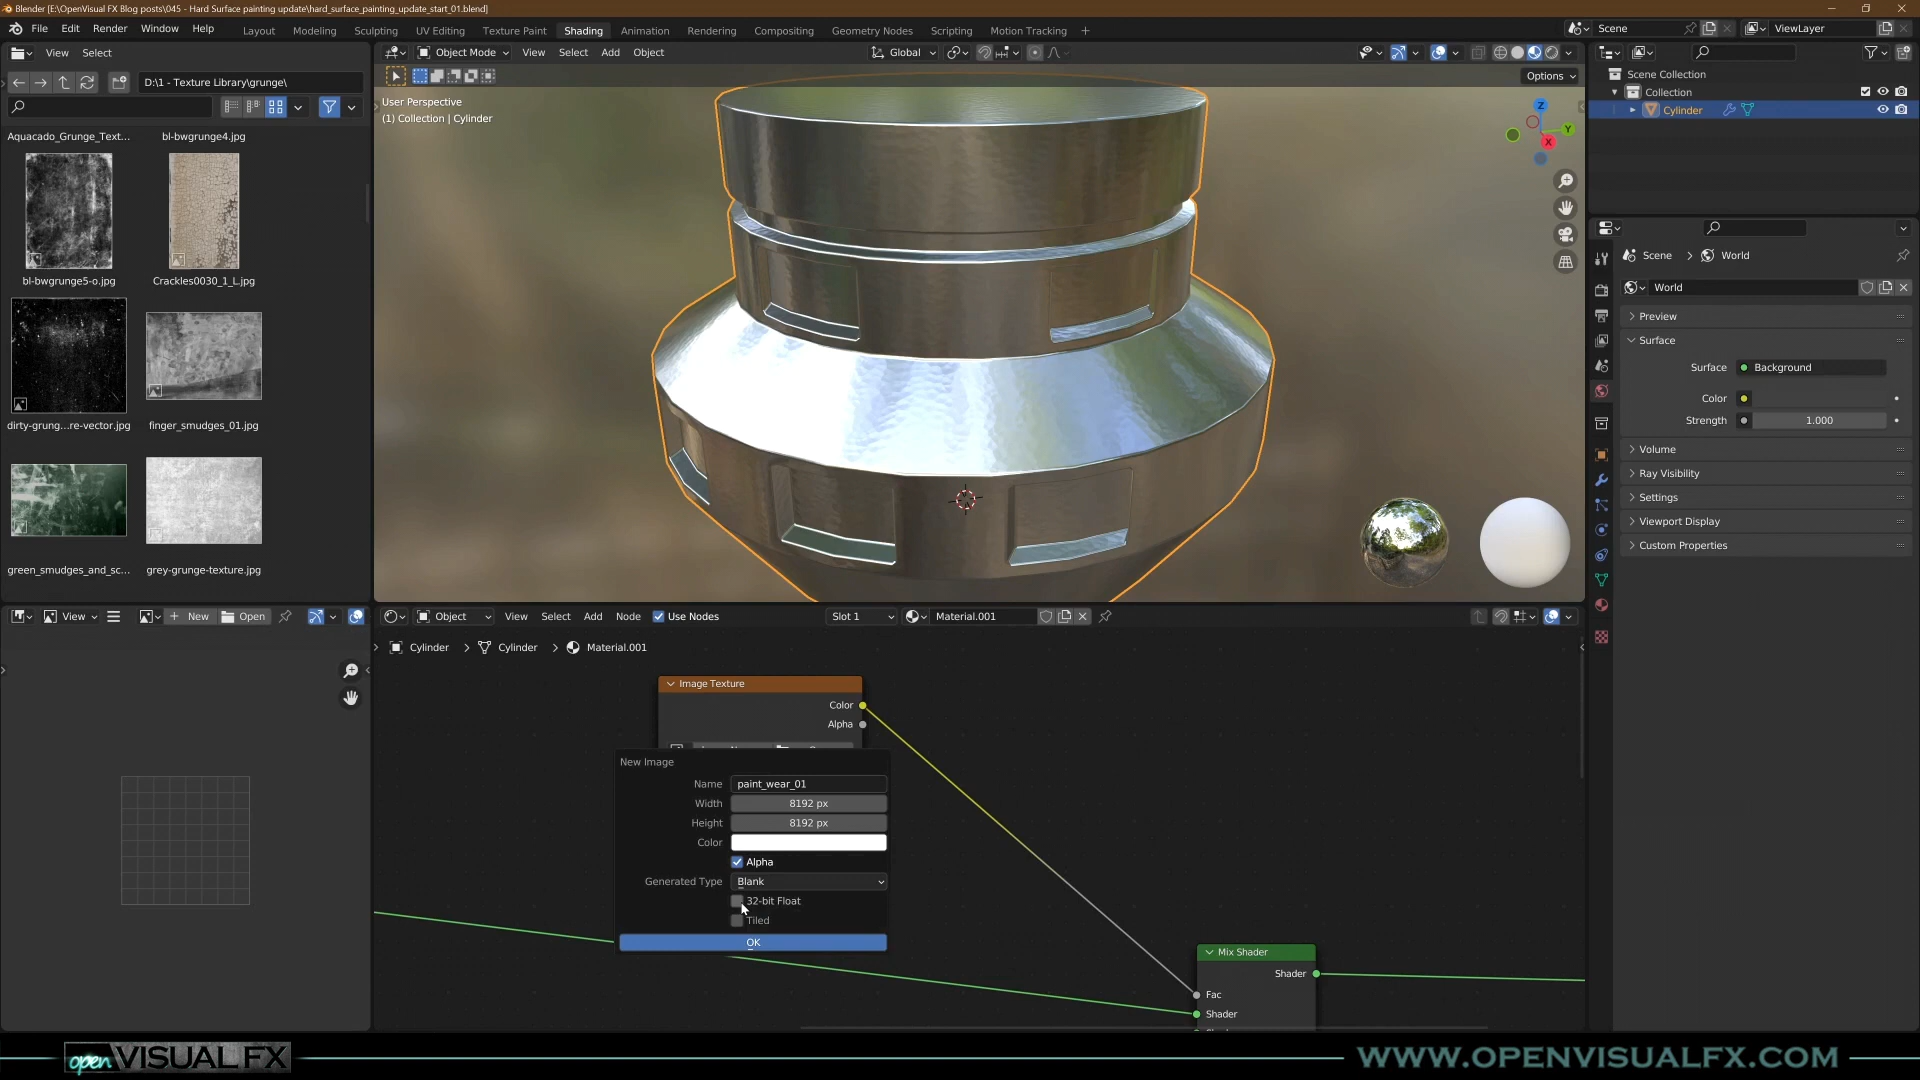 Blender [E:\OpenVisual FX Blog posts\045 - Hard Surface painting update\hard_surface_painting_update_start_01.blend]
File Edit Render Window Help Layout Modeling Sculpting UV Editing Texture Paint Shading Animation Rendering Compositing Geometry Nodes Scripting Motion Tracking + Scene ViewLayer
View Select Object Mode View Select Add Object Global
D:\1 - Texture Library\grunge\ Options
User Perspective
(1) Collection | Cylinder
Scene Collection
Collection
Cylinder
Aquacado_Grunge_Text... bl-bwgrunge4.jpg
bl-bwgrunge5-o.jpg Crackles0030_1_L.jpg
dirty-grung...re-vector.jpg finger_smudges_01.jpg
green_smudges_and_sc... grey-grunge-texture.jpg
Z
Y
X
Scene > World
World
Preview
Surface
Surface Background
Color
Strength 1.000
Volume
Ray Visibility
Settings
Viewport Display
Custom Properties
View New Open Object View Select Add Node Use Nodes Slot 1 Material.001
Cylinder > Cylinder > Material.001
Image Texture
Color
Alpha
New Image
Name paint_wear_01
Width 8192 px
Height 8192 px
Color
Alpha
Generated Type Blank
32-bit Float
Tiled
OK
Mix Shader
Shader
Fac
Shader
open VISUALFX WWW.OPENVISUALFX.COM